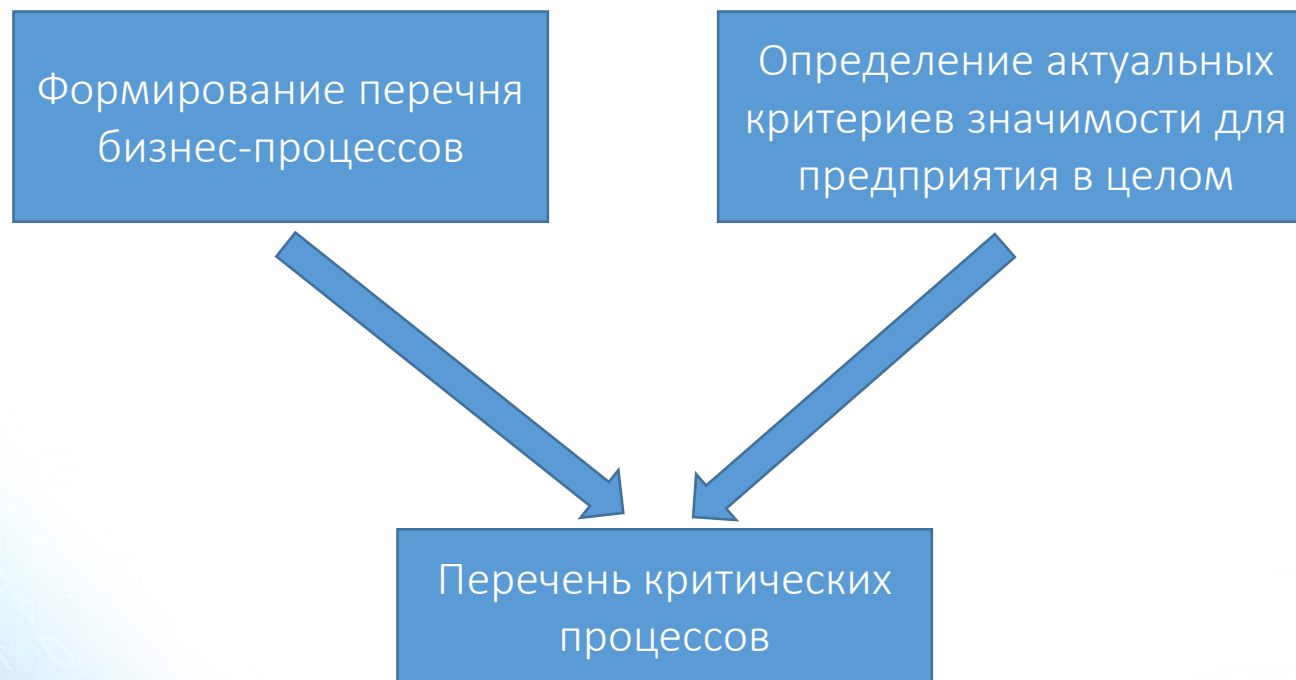 Формирование перечня
бизнес-процессов
Определение актуальных
критериев значимости для
предприятия в целом
Перечень критических
процессов